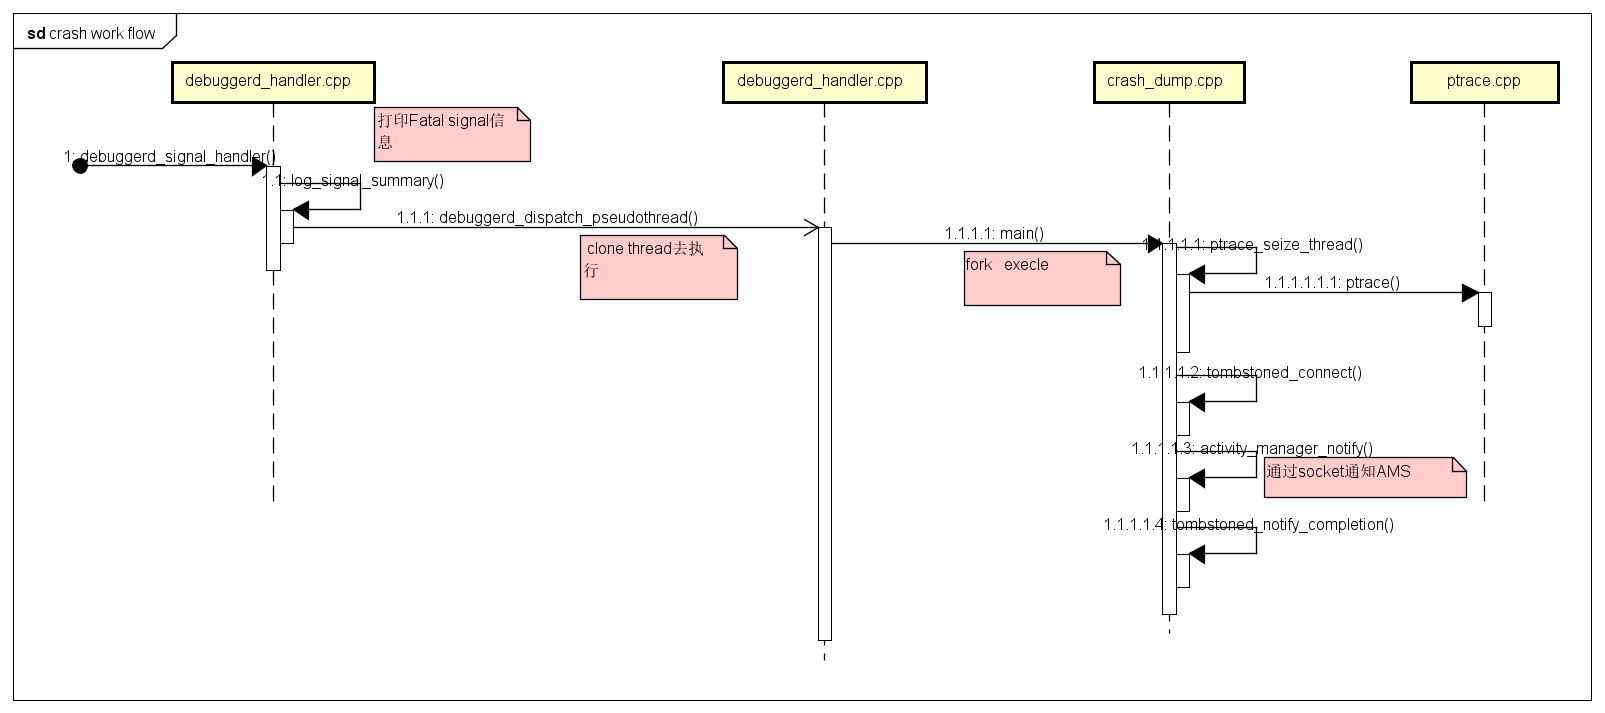 sd crash work flow
debuggerd_handler.cpp
debuggerd_handler.cpp
crash_dump.cpp
ptrace.cpp
打印Fatal signal信
息
1: debuggerd_signal_handler()
1.1: log_signal_summary()
1.1.1: debuggerd_dispatch_pseudothread()
clone thread去执
行
1.1.1.1: main()
fork execle
1.1.1.1.1: ptrace_seize_thread()
1.1.1.1.1.1: ptrace()
1.1.1.1.2: tombstoned_connect()
1.1.1.1.3: activity_manager_notify()
通过socket通知AMS
1.1.1.1.4: tombstoned_notify_completion()